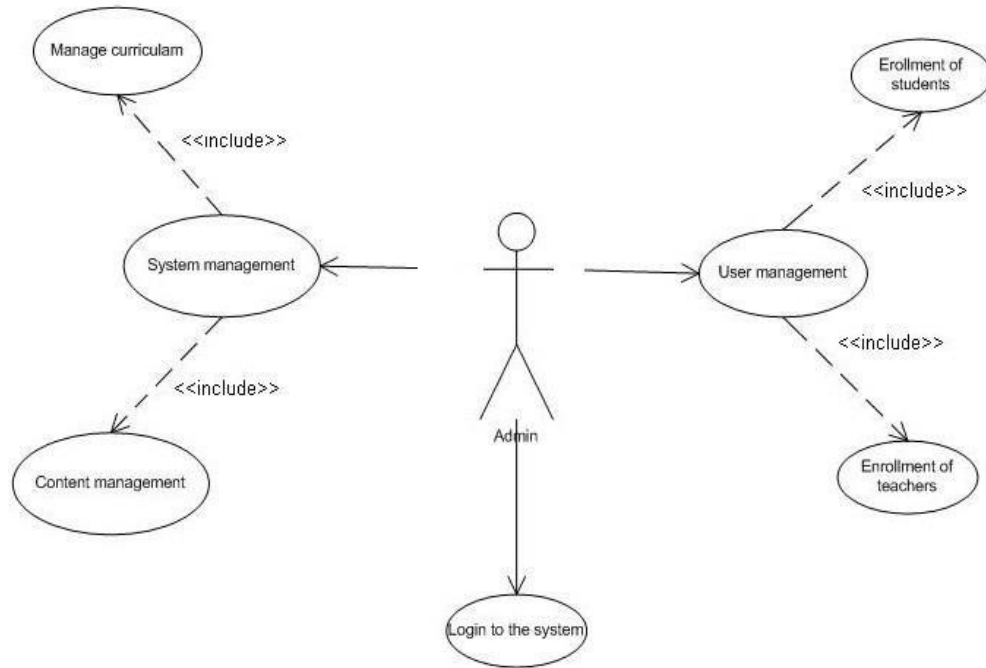 Manage curriculam
Erollment of
students
<<include>>
<<include>>
System management
User management
<<include>>
<<include>>
Admin
Content management
Enrollment of
teachers
Login to the system